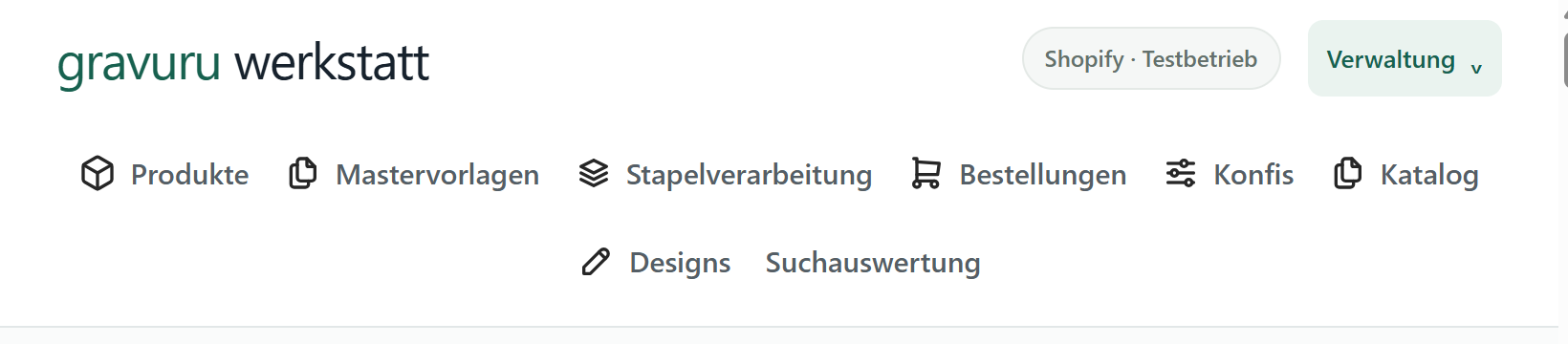 gravuru werkstatt
Shopify · Testbetrieb
Verwaltung v
Produkte Mastervorlagen Stapelverarbeitung Bestellungen Konfis Katalog
Designs Suchauswertung